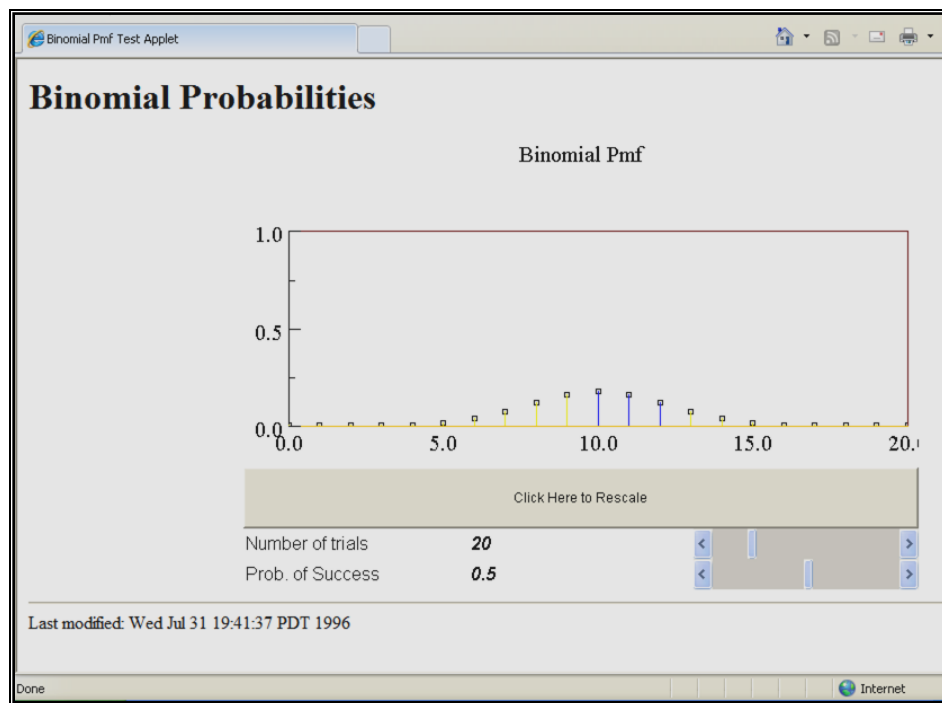 Binomial Pmf Test Applet
Binomial Probabilities
Binomial Pmf
1.0
0.5
0.0
0.0 5.0 10.0 15.0 20.
Click Here to Rescale
Number of trials 20
Prob. of Success 0.5
Last modified: Wed Jul 31 19:41:37 PDT 1996
Done Internet